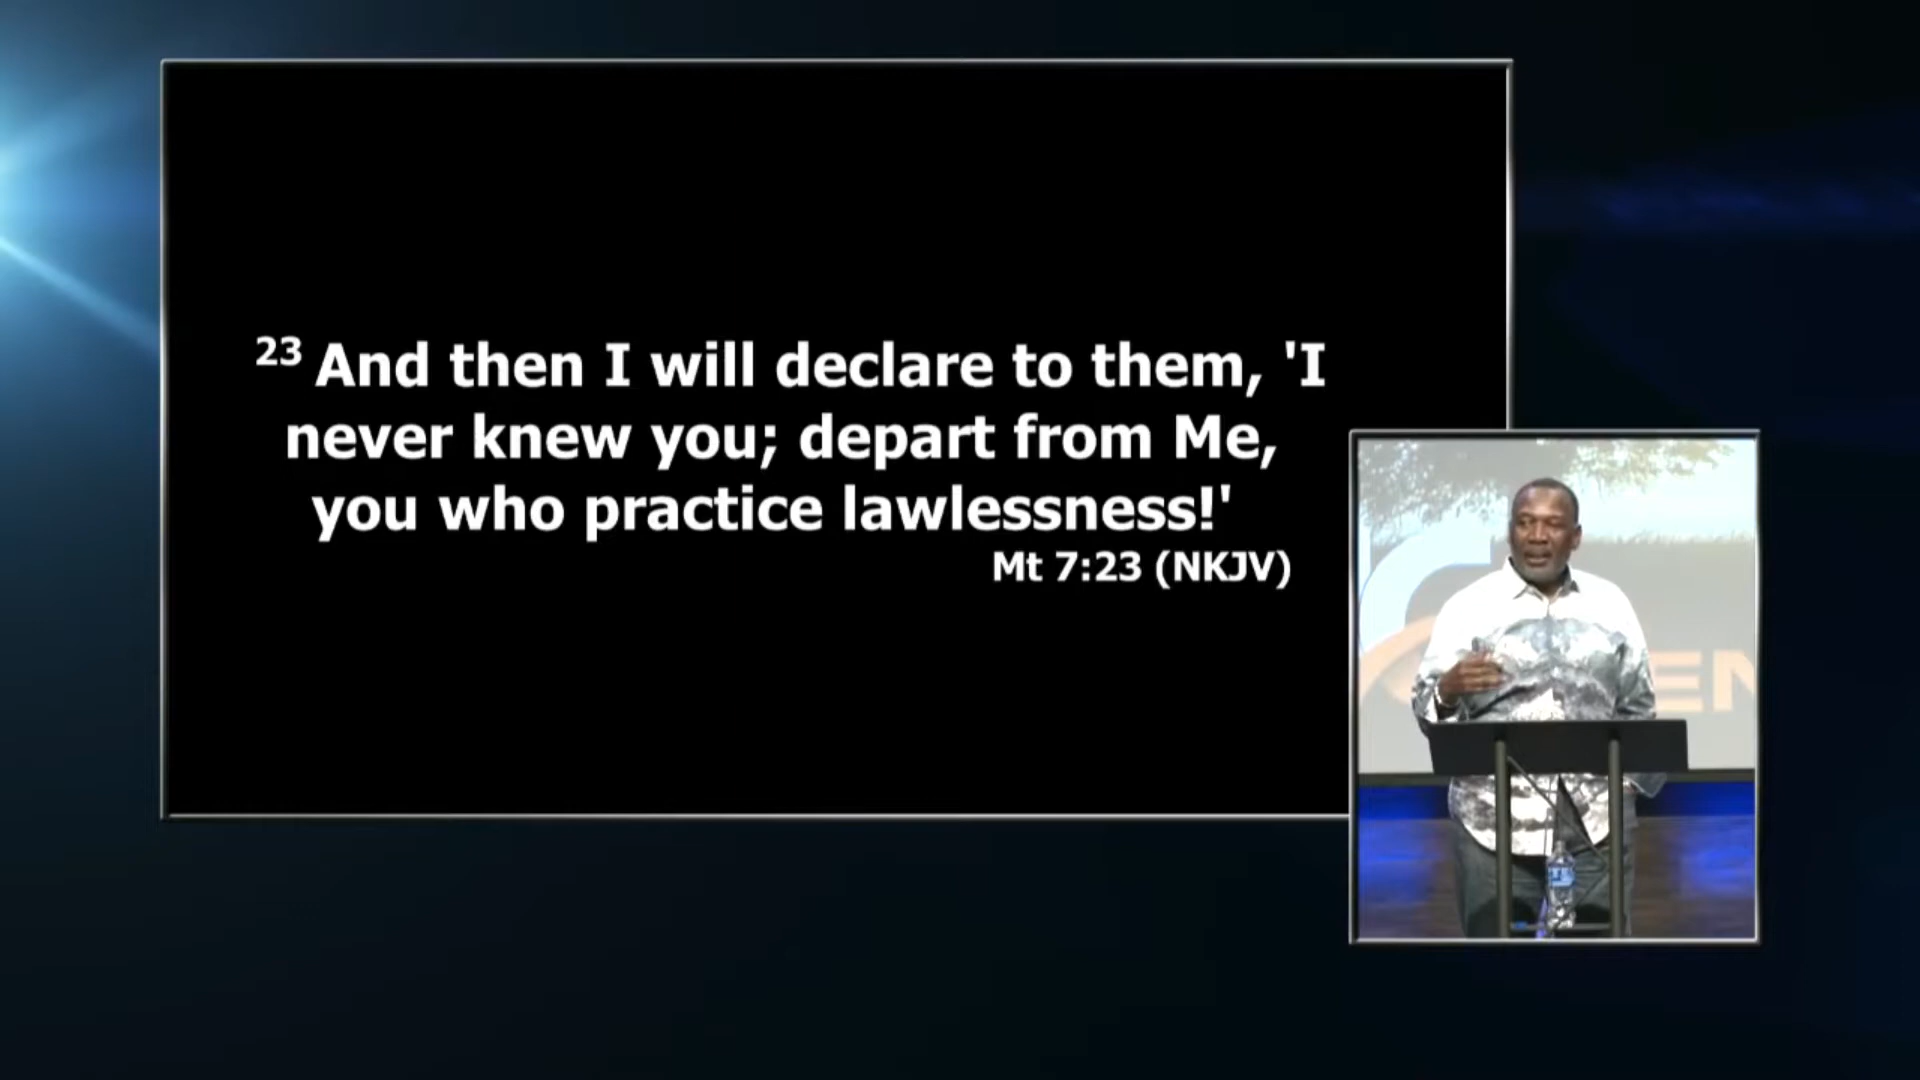 23 And then I will declare to them, 'I
never knew you; depart from Me,
you who practice lawlessness!'
Mt 7:23 (NKJV)
EN